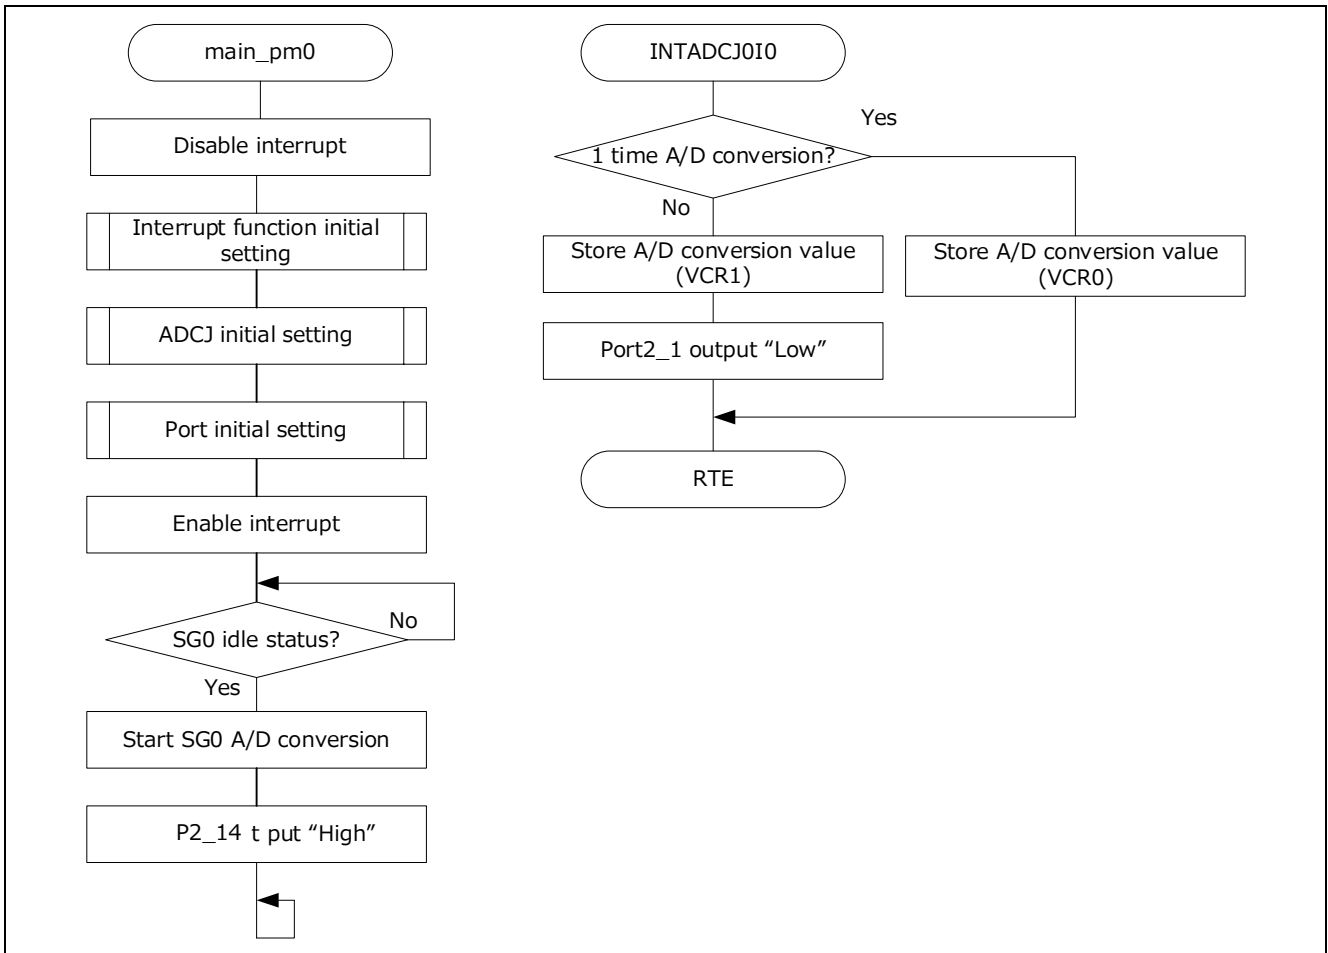 main_pm0
Disable interrupt
Interrupt function initial
setting
ADCJ initial setting
Port initial setting
Enable interrupt
No
SG0 idle status?
Yes
Start SG0 A/D conversion
P2_14 t put “High”
INTADCJ0I0
Yes
1 time A/D conversion?
No
Store A/D conversion value
(VCR1)
Store A/D conversion value
(VCR0)
Port2_1 output “Low”
RTE